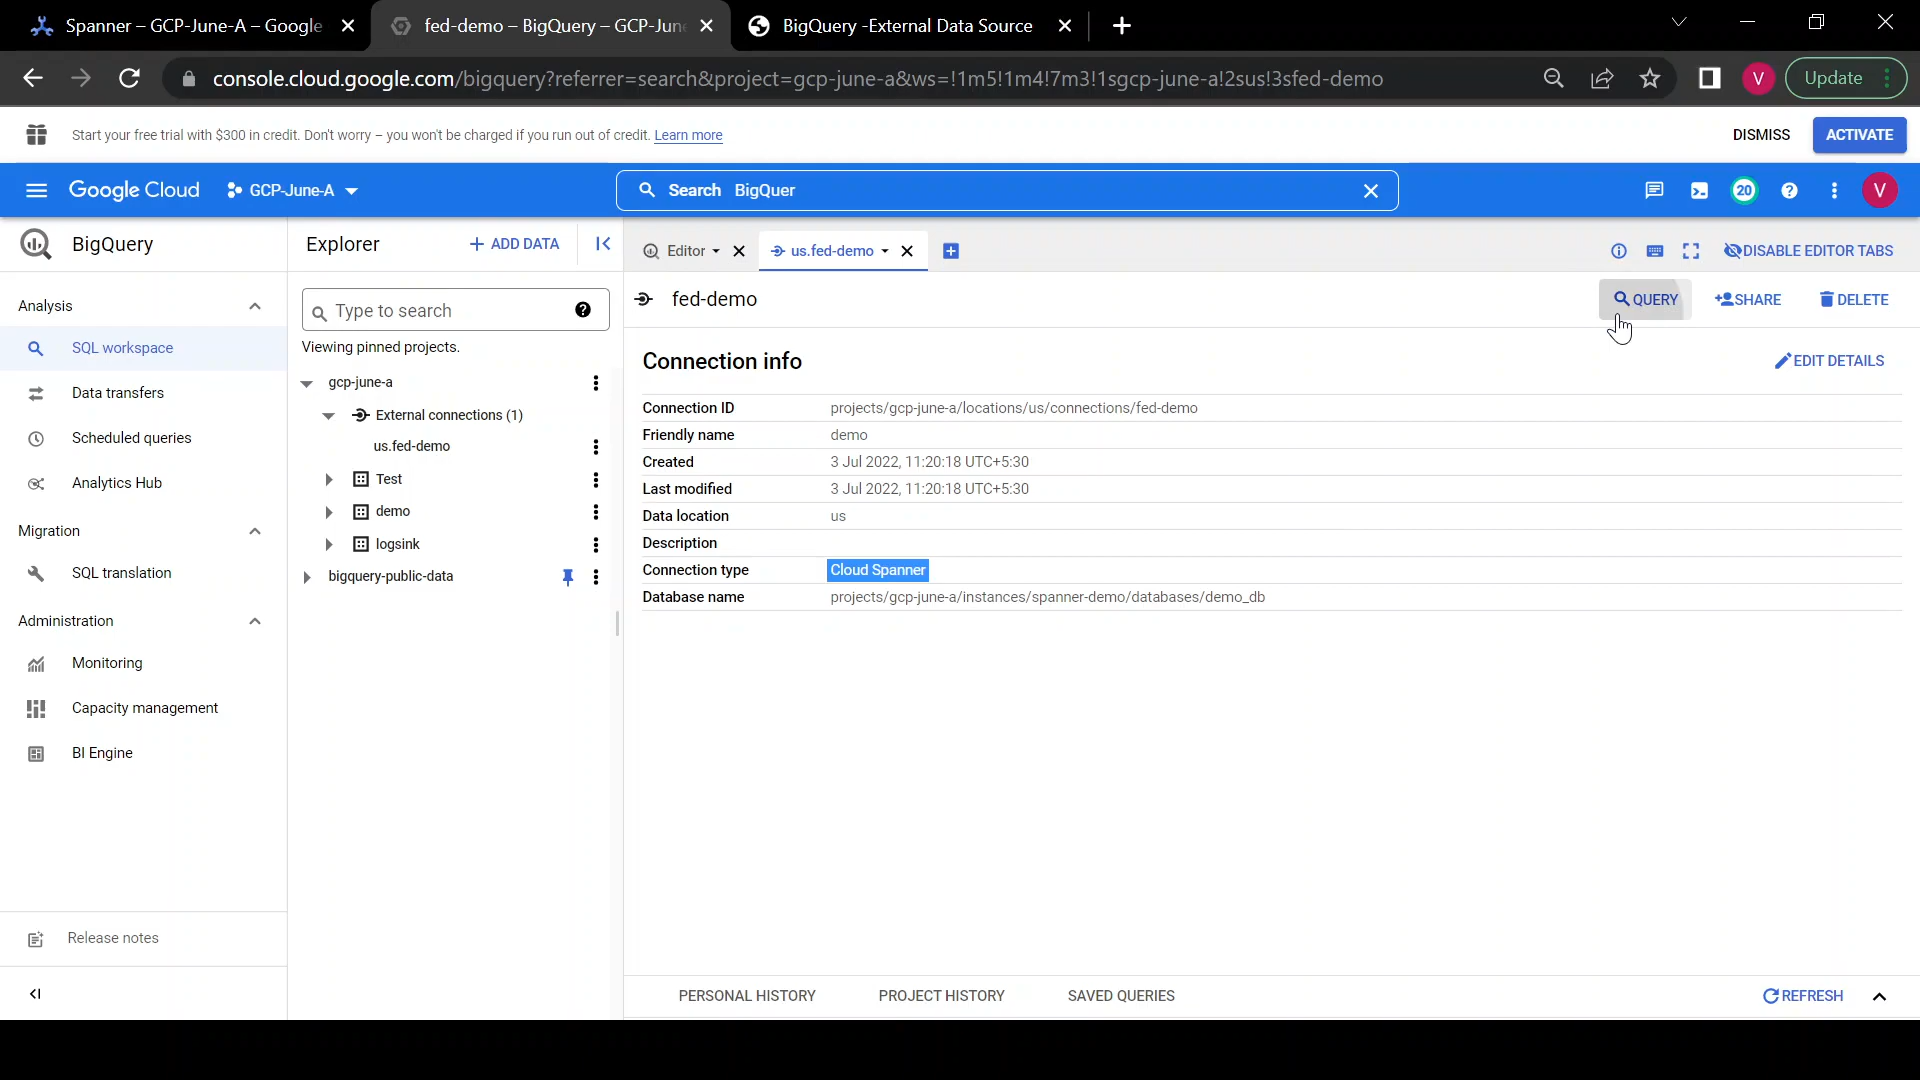 Spanner – GCP-June-A – Google
fed-demo – BigQuery – GCP-June
BigQuery -External Data Source
console.cloud.google.com/bigquery?referrer=search&project=gcp-june-a&ws=!1m5!1m4!7m3!1sgcp-june-a!2sus!3sfed-demo
V
Update
Start your free trial with $300 in credit. Don't worry – you won't be charged if you run out of credit. Learn more
DISMISS
ACTIVATE
Google Cloud
GCP-June-A
Search BigQuer
20
V
BigQuery
Explorer
+ ADD DATA
Editor
us.fed-demo
DISABLE EDITOR TABS
Analysis
SQL workspace
Data transfers
Scheduled queries
Analytics Hub
Migration
SQL translation
Administration
Monitoring
Capacity management
BI Engine
Release notes
Type to search
Viewing pinned projects.
gcp-june-a
External connections (1)
us.fed-demo
Test
demo
logsink
bigquery-public-data
fed-demo
QUERY
SHARE
DELETE
Connection info
EDIT DETAILS
Connection ID projects/gcp-june-a/locations/us/connections/fed-demo
Friendly name demo
Created 3 Jul 2022, 11:20:18 UTC+5:30
Last modified 3 Jul 2022, 11:20:18 UTC+5:30
Data location us
Description
Connection type Cloud Spanner
Database name projects/gcp-june-a/instances/spanner-demo/databases/demo_db
PERSONAL HISTORY
PROJECT HISTORY
SAVED QUERIES
REFRESH